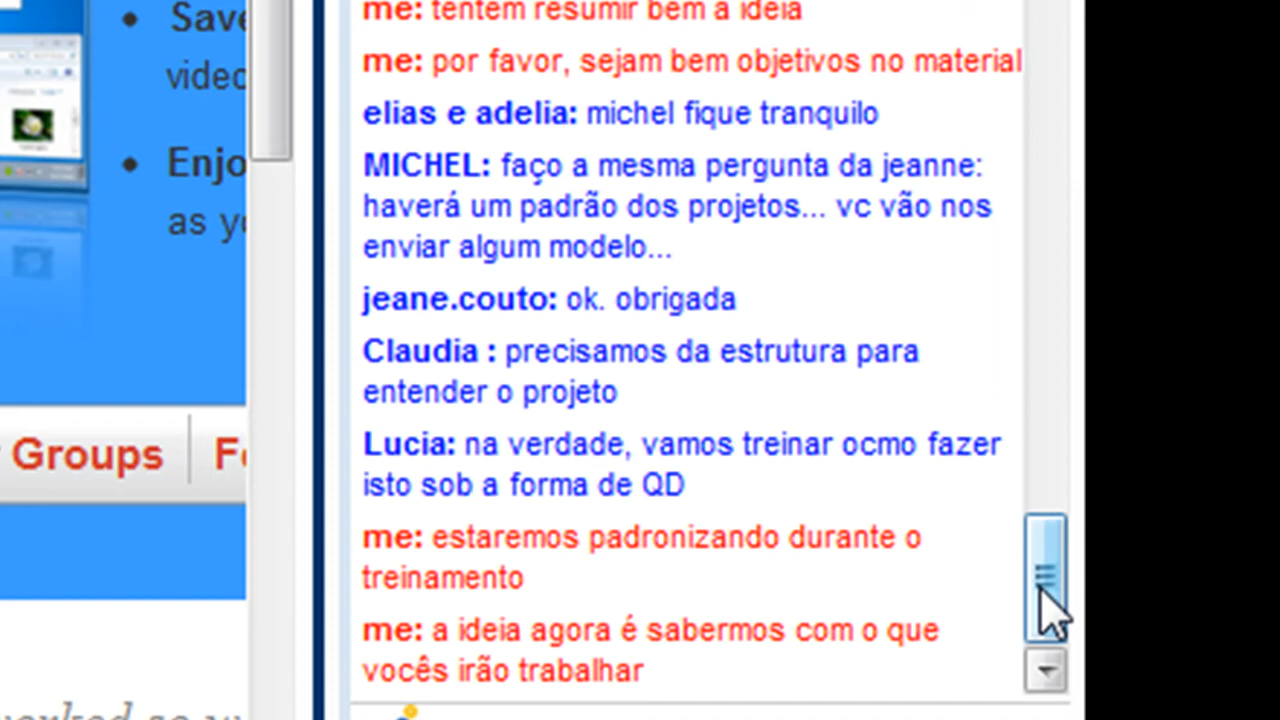 Save
video
Enjo
as yo
Groups
me: tentem resumir bem a ideia
me: por favor, sejam bem objetivos no material
elias e adelia: michel fique tranquilo
MICHEL: faço a mesma pergunta da jeanne:
haverá um padrão dos projetos... vc vão nos
enviar algum modelo...
jeane.couto: ok. obrigada
Claudia : precisamos da estrutura para
entender o projeto
Lucia: na verdade, vamos treinar ocmo fazer
isto sob a forma de QD
me: estaremos padronizando durante o
treinamento
me: a ideia agora é sabermos com o que
vocês irão trabalhar